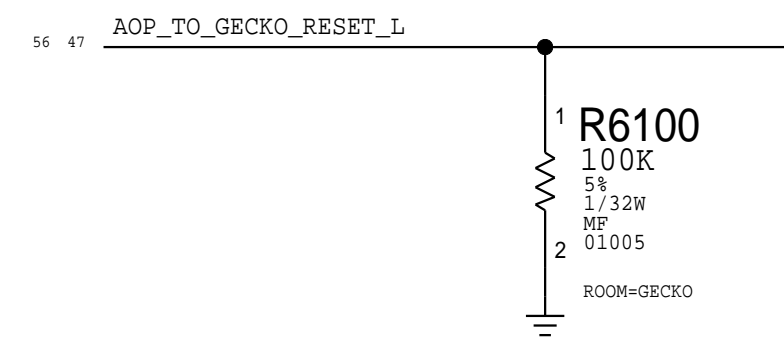 AOP_TO_GECKO_RESET_L
56 47
1
R6100
100K
5%
1/32W
MF
01005
2
ROOM=GECKO